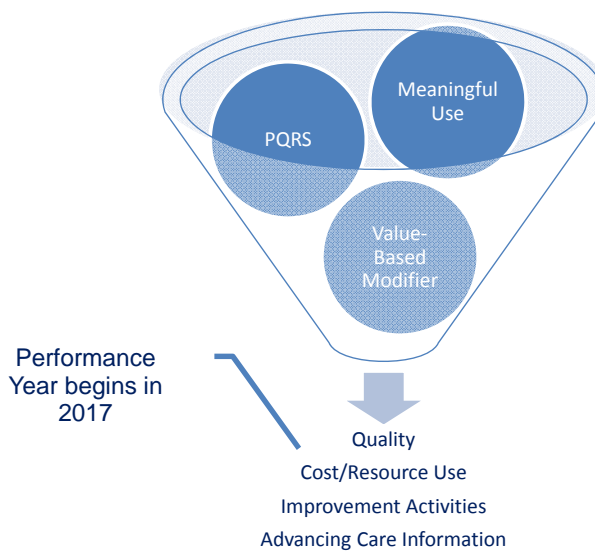 Meaningful
Use
PQRS
Value-
Based
Modifier
Performance
Year begins in
2017
Quality
Cost/Resource Use
Improvement Activities
Advancing Care Information